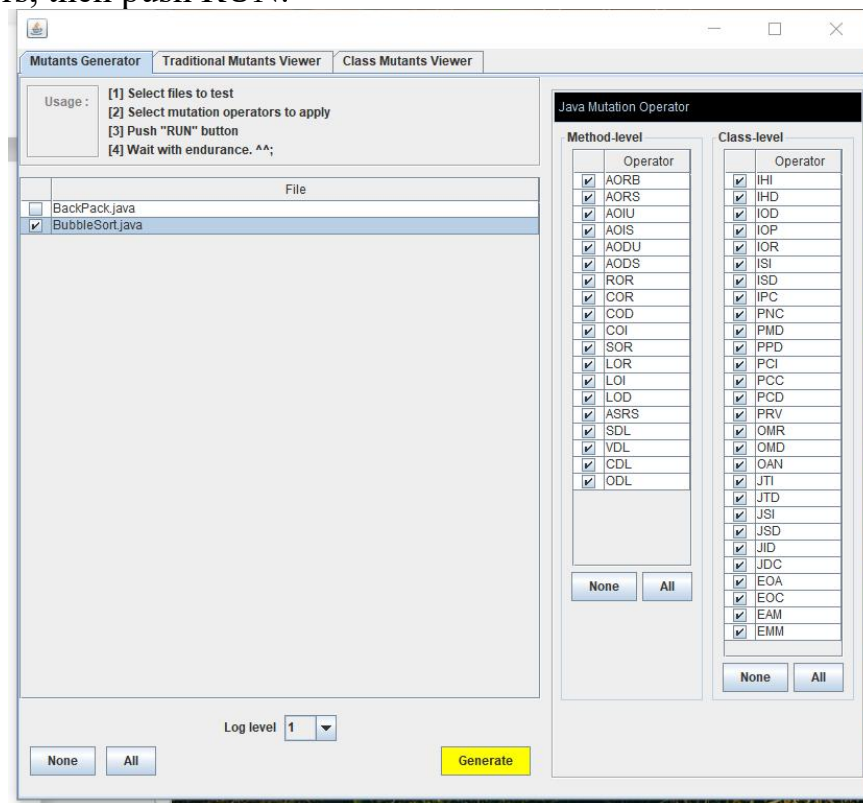 rs, then push RUN.
Mutants Generator Traditional Mutants Viewer Class Mutants Viewer
Usage : [1] Select files to test
[2] Select mutation operators to apply
[3] Push "RUN" button
[4] Wait with endurance. ^^;
File
BackPack.java
BubbleSort.java
Log level 1
None All Generate
Java Mutation Operator
Method-level
Operator
AORB
AORS
AOIU
AOIS
AODU
AODS
ROR
COR
COD
COI
SOR
LOR
LOI
LOD
ASRS
SDL
VDL
CDL
ODL
None All
Class-level
Operator
IHI
IHD
IOD
IOP
IOR
ISI
ISD
IPC
PNC
PMD
PPD
PCI
PCC
PCD
PRV
OMR
OMD
OAN
JTI
JTD
JSI
JSD
JID
JDC
EOA
EOC
EAM
EMM
None All